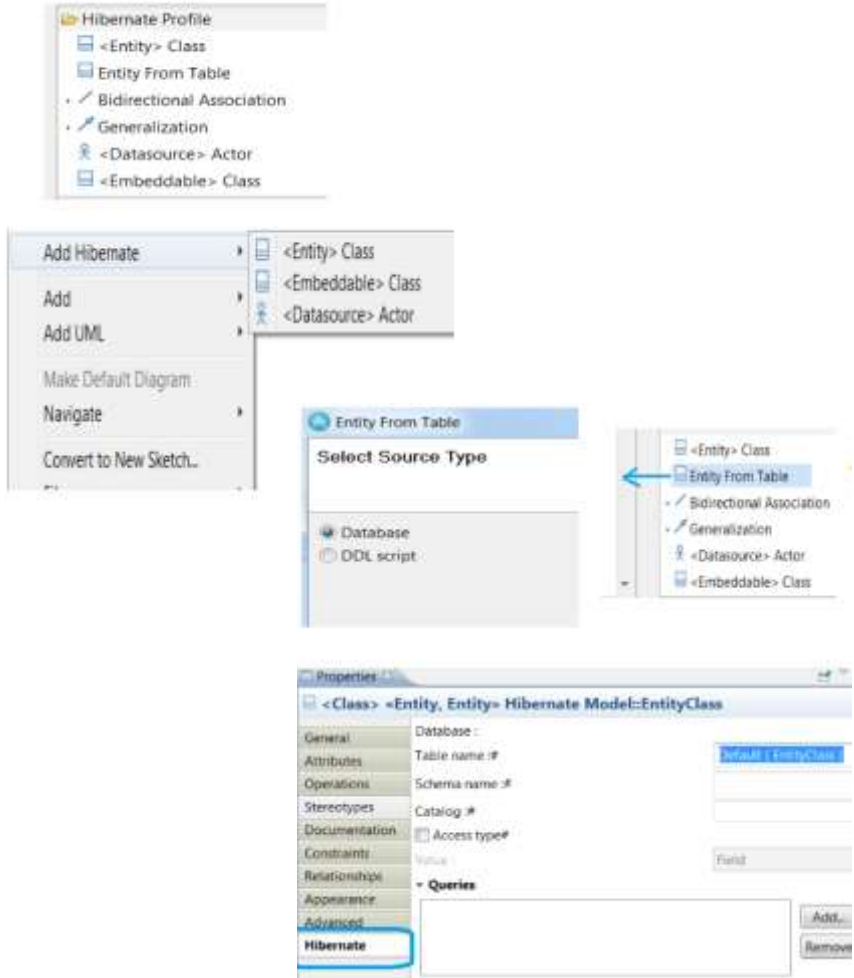 Hibernate Profile
<Entity> Class
Entity From Table
Bidirectional Association
Generalization
<Datasource> Actor
<Embeddable> Class
Add Hibernate
<Entity> Class
<Embeddable> Class
<Datasource> Actor
Add
Add UML
Make Default Diagram
Navigate
Convert to New Sketch...
Entity From Table
Select Source Type
Database
DDL script
<Entity> Class
Entity From Table
Bidirectional Association
Generalization
<Datasource> Actor
<Embeddable> Class
Properties
<Class> «Entity, Entity» Hibernate Model::EntityClass
General
Attributes
Operations
Stereotypes
Documentation
Constraints
Relationships
Appearance
Advanced
Hibernate
Database :
Table name :#
Default ( EntityClass )
Schema name :#
Catalog :#
Access type#
Value :
Field
Queries
Add...
Remove